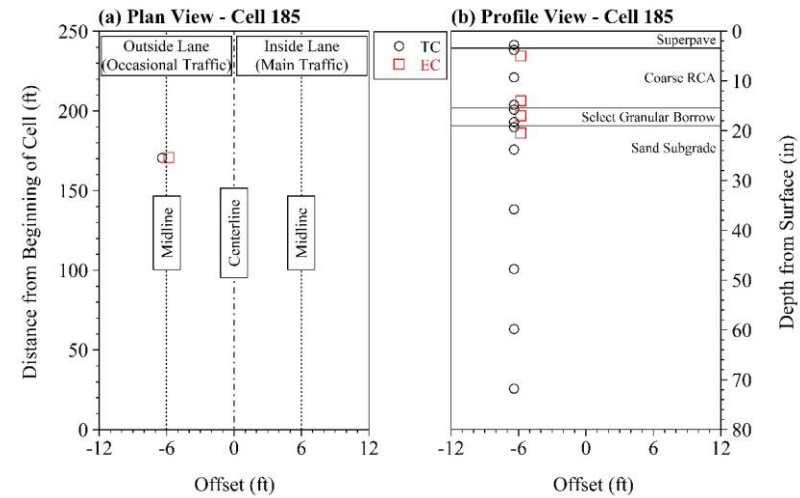 (a) Plan View - Cell 185
250
200
150
100
50
0
-12
-6
0
6
12
Distance from Beginning of Cell (ft)
Offset (ft)
Outside Lane
(Occasional Traffic)
Inside Lane
(Main Traffic)
Midline
Centerline
Midline
TC
EC
(b) Profile View - Cell 185
Superpave
Coarse RCA
Select Granular Borrow
Sand Subgrade
0
10
20
30
40
50
60
70
80
-12
-6
0
6
12
Depth from Surface (in)
Offset (ft)